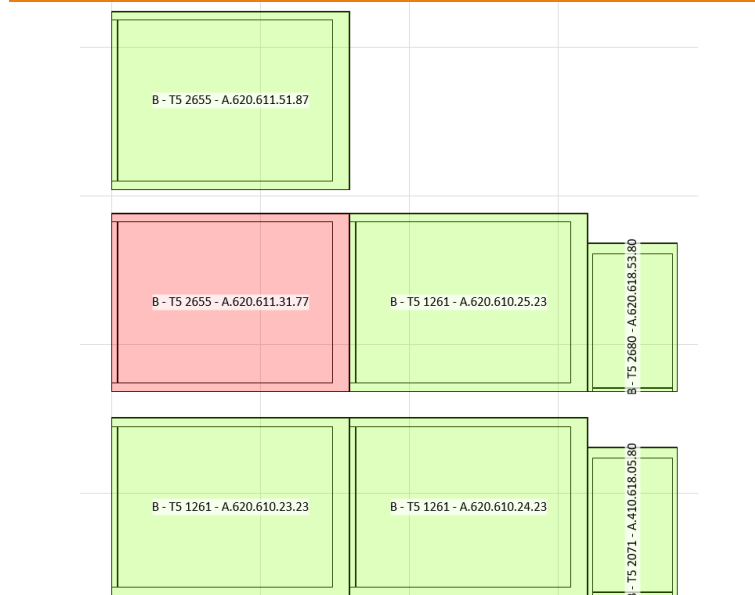 B - T5 2655 - A.620.611.51.87
B - T5 2655 - A.620.611.31.77
B - T5 1261 - A.620.610.25.23
B - T5 2680 - A.620.618.53.80
B - T5 1261 - A.620.610.23.23
B - T5 1261 - A.620.610.24.23
- T5 2071 - A.410.618.05.80